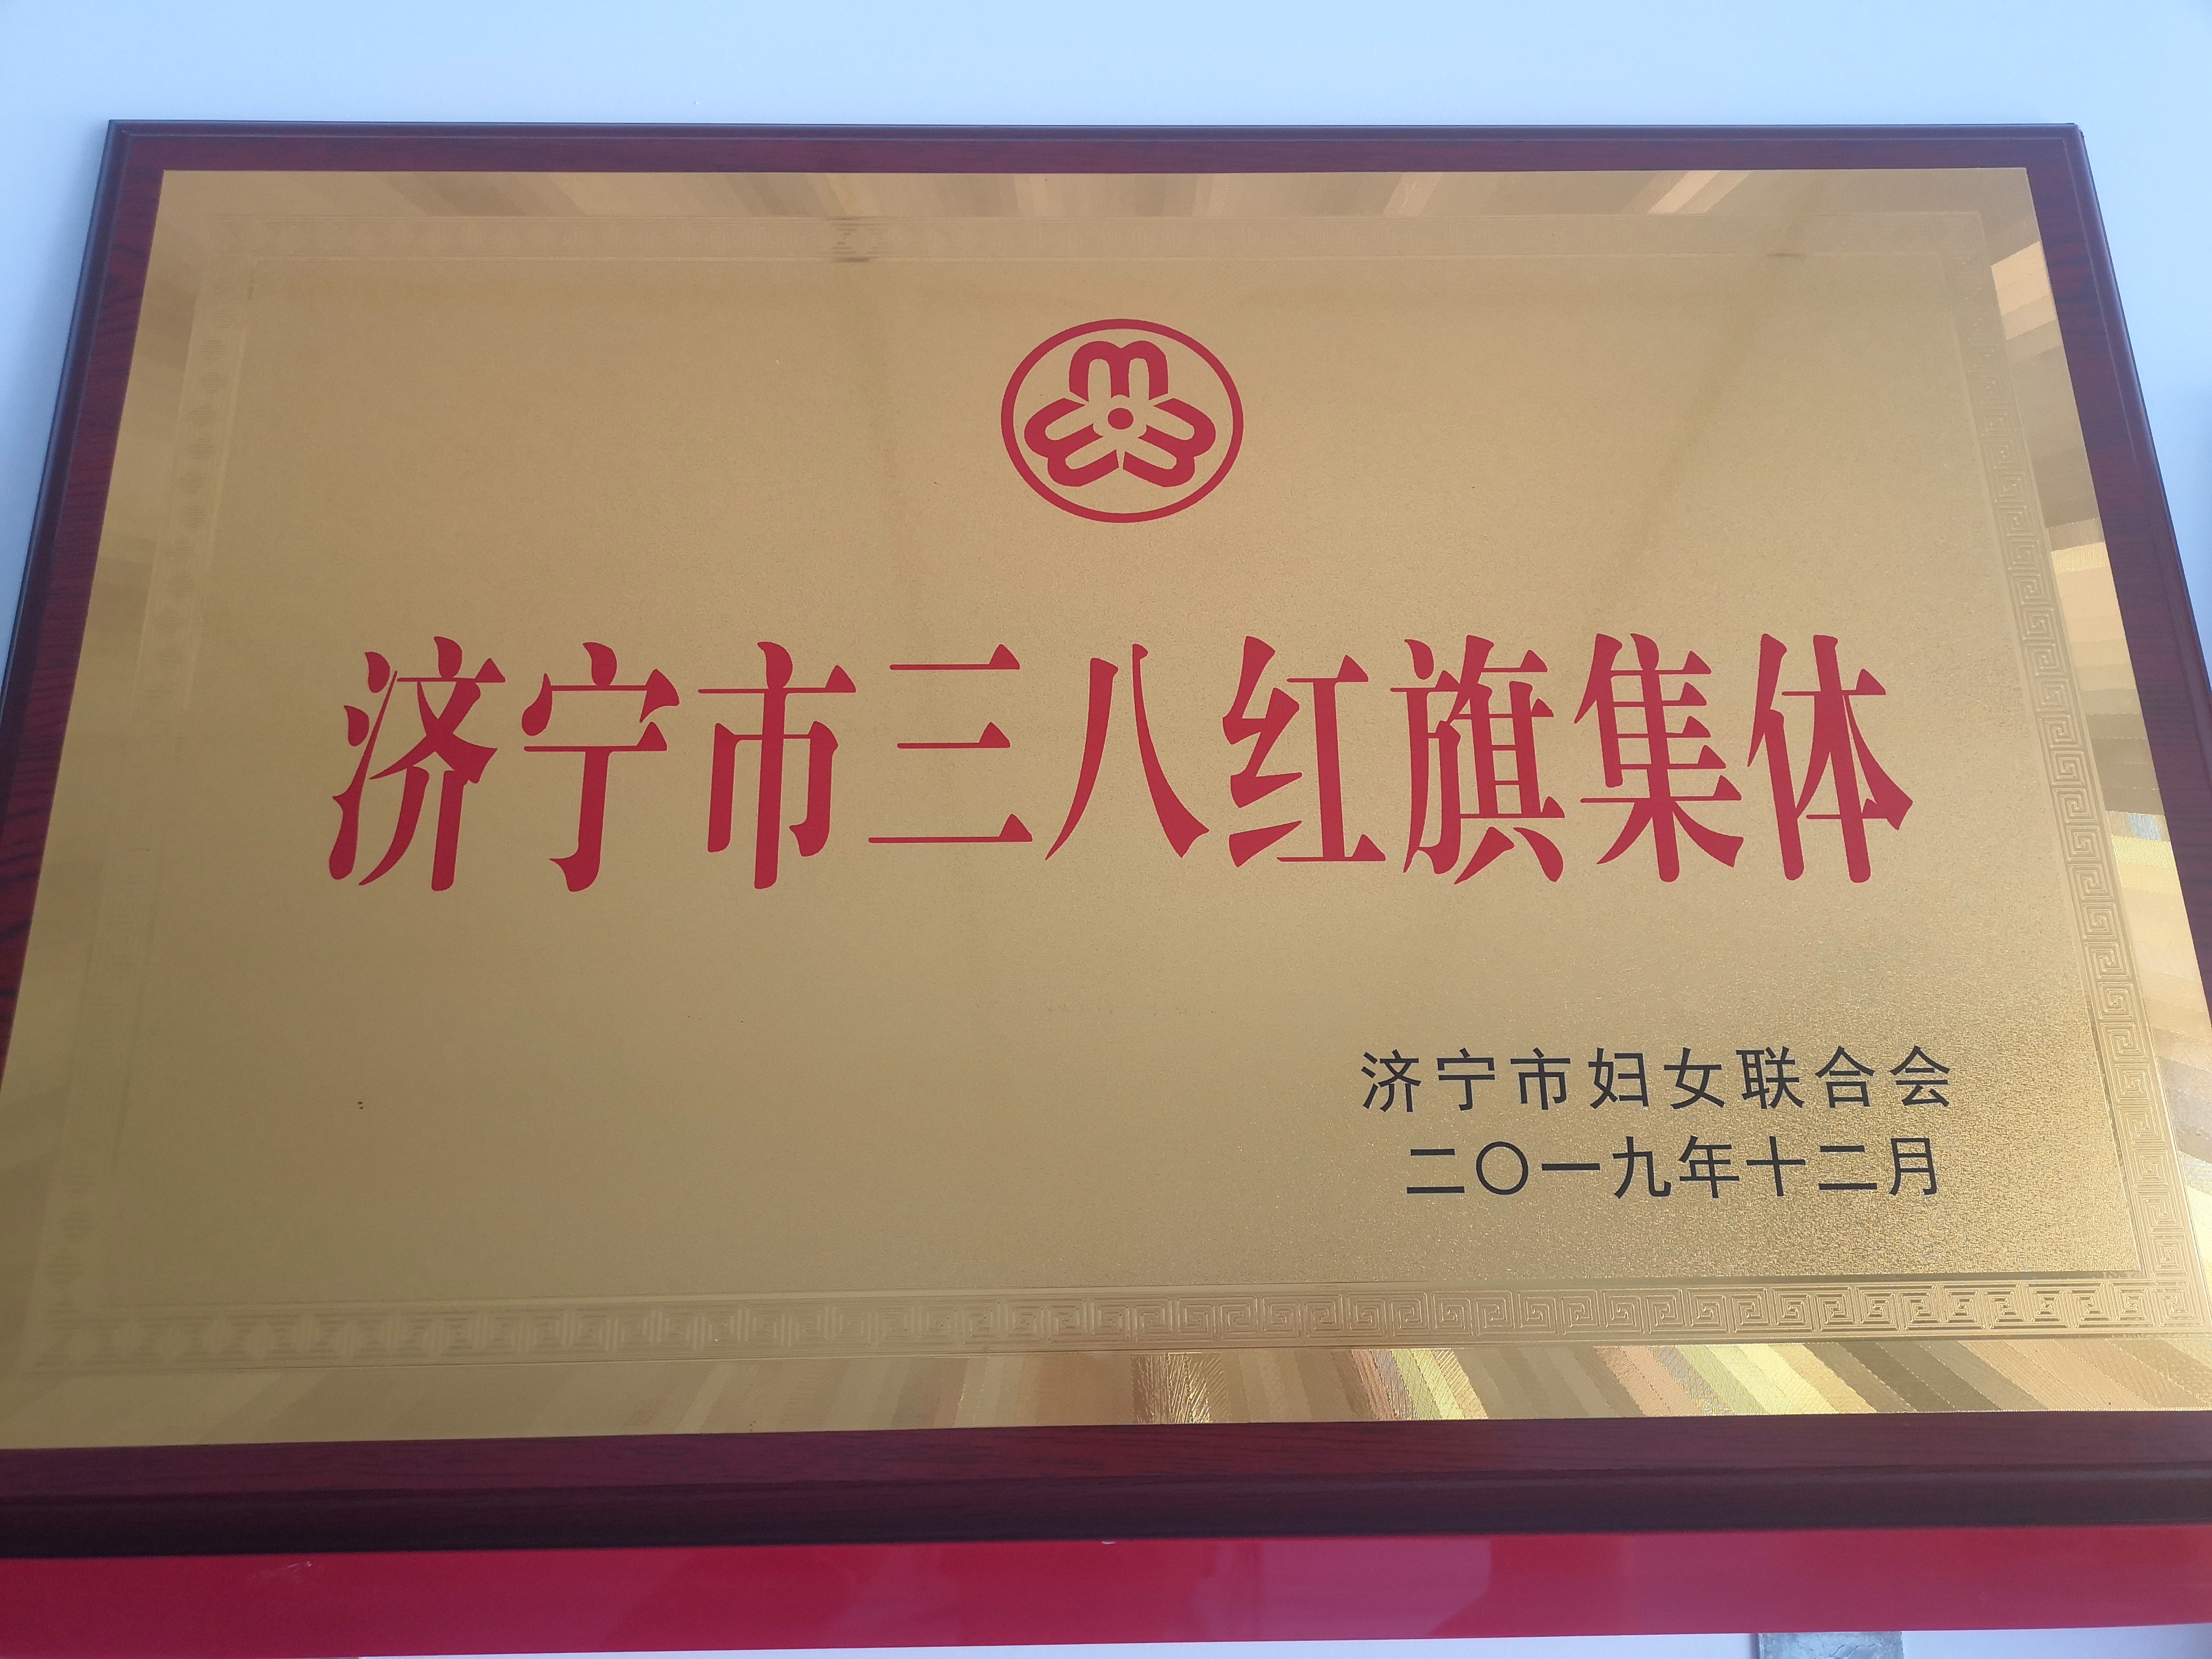 济宁市三八红旗集体
济宁市妇女联合会
二〇一九年十二月